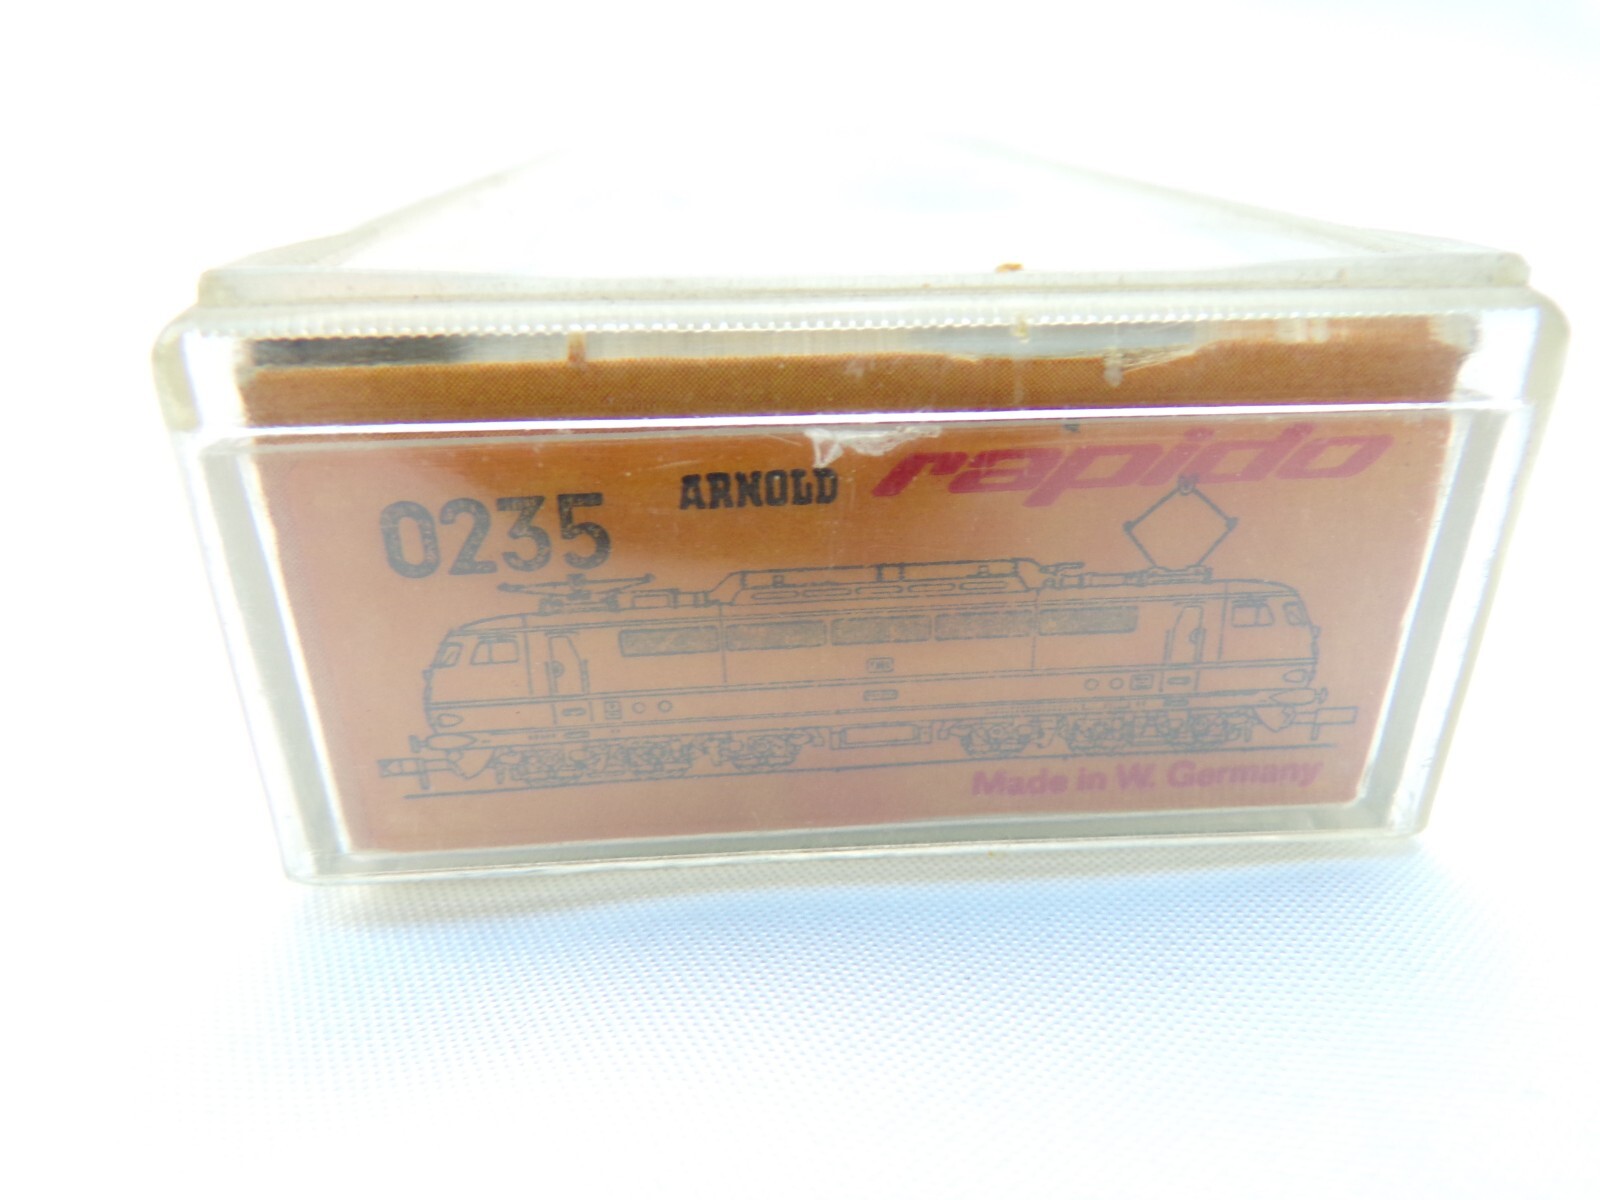 0235 ARNOLD rapido
Made in W. Germany